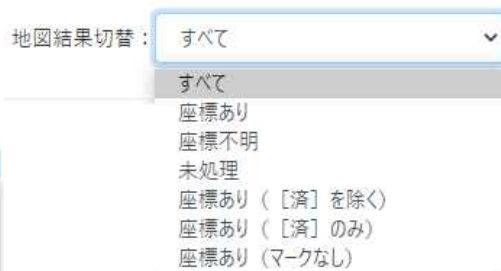 地図結果切替： すべて
すべて
座標あり
座標不明
未処理
座標あり（［済］を除く）
座標あり（［済］のみ）
座標あり（マークなし）